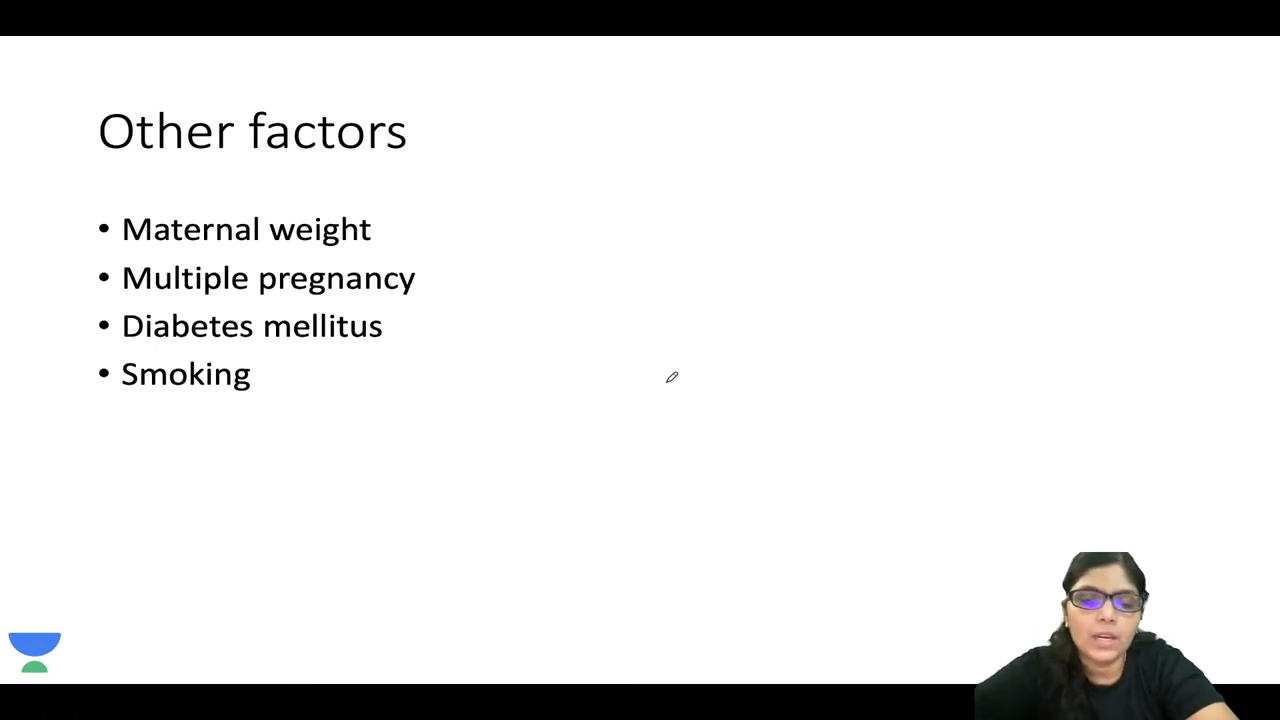 Other factors
• Maternal weight
• Multiple pregnancy
• Diabetes mellitus
• Smoking